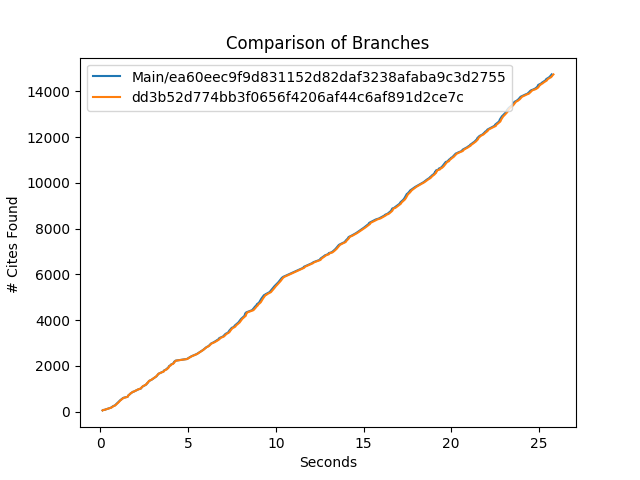 Comparison of Branches
Main/ea60eec9f9d831152d82daf3238afaba9c3d2755
dd3b52d774bb3f0656f4206af44c6af891d2ce7c
# Cites Found
14000
12000
10000
8000
6000
4000
2000
0
0 5 10 15 20 25
Seconds